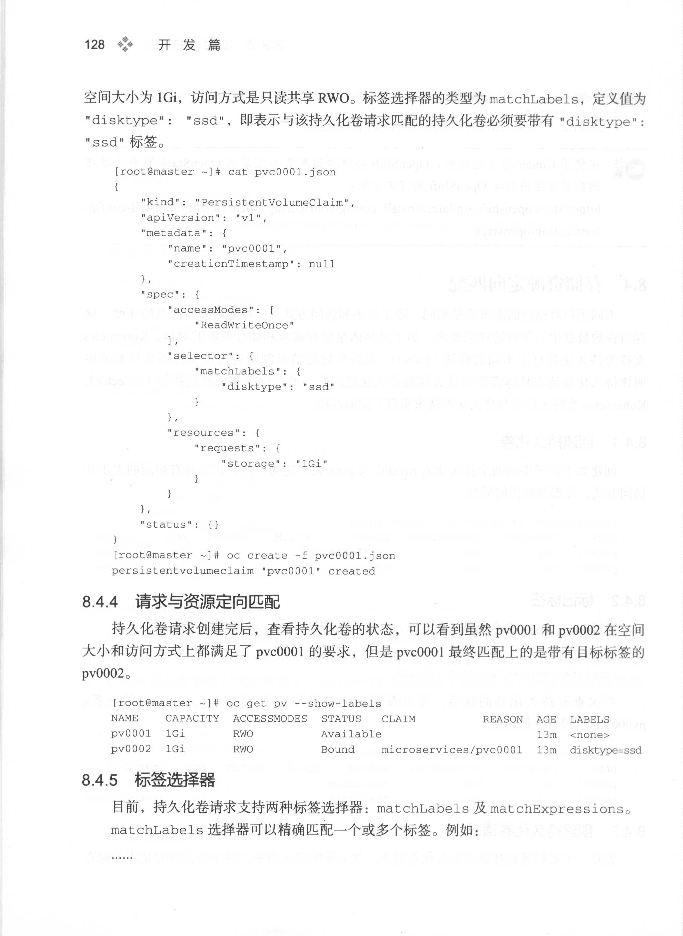 128 开 发 篇
空间大小为 1Gi，访问方式是只读共享 RWO。标签选择器的类型为 matchLabels，定义值为
"disktype": "ssd"，即表示与该持久化卷请求匹配的持久化卷必须要带有 "disktype":
"ssd" 标签。
[root@master ~]# cat pvc0001.json
{
"kind": "PersistentVolumeClaim",
"apiVersion": "v1",
"metadata": {
"name": "pvc0001",
"creationTimestamp": null
},
"spec": {
"accessModes": [
"ReadWriteOnce"
],
"selector": {
"matchLabels": {
"disktype": "ssd"
}
},
"resources": {
"requests": {
"storage": "1Gi"
}
}
},
"status": {}
}
[root@master ~]# oc create -f pvc0001.json
persistentvolumeclaim "pvc0001" created
8.4.4 请求与资源定向匹配
持久化卷请求创建完后，查看持久化卷的状态，可以看到虽然 pv0001 和 pv0002 在空间
大小和访问方式上都满足了 pvc0001 的要求，但是 pvc0001 最终匹配上的是带有目标标签的
pv0002。
[root@master ~]# oc get pv --show-labels
NAME CAPACITY ACCESSMODES STATUS CLAIM REASON AGE LABELS
pv0001 1Gi RWO Available 13m <none>
pv0002 1Gi RWO Bound microservices/pvc0001 13m disktype=ssd
8.4.5 标签选择器
目前，持久化卷请求支持两种标签选择器：matchLabels 及 matchExpressions。
matchLabels 选择器可以精确匹配一个或多个标签。例如：
……